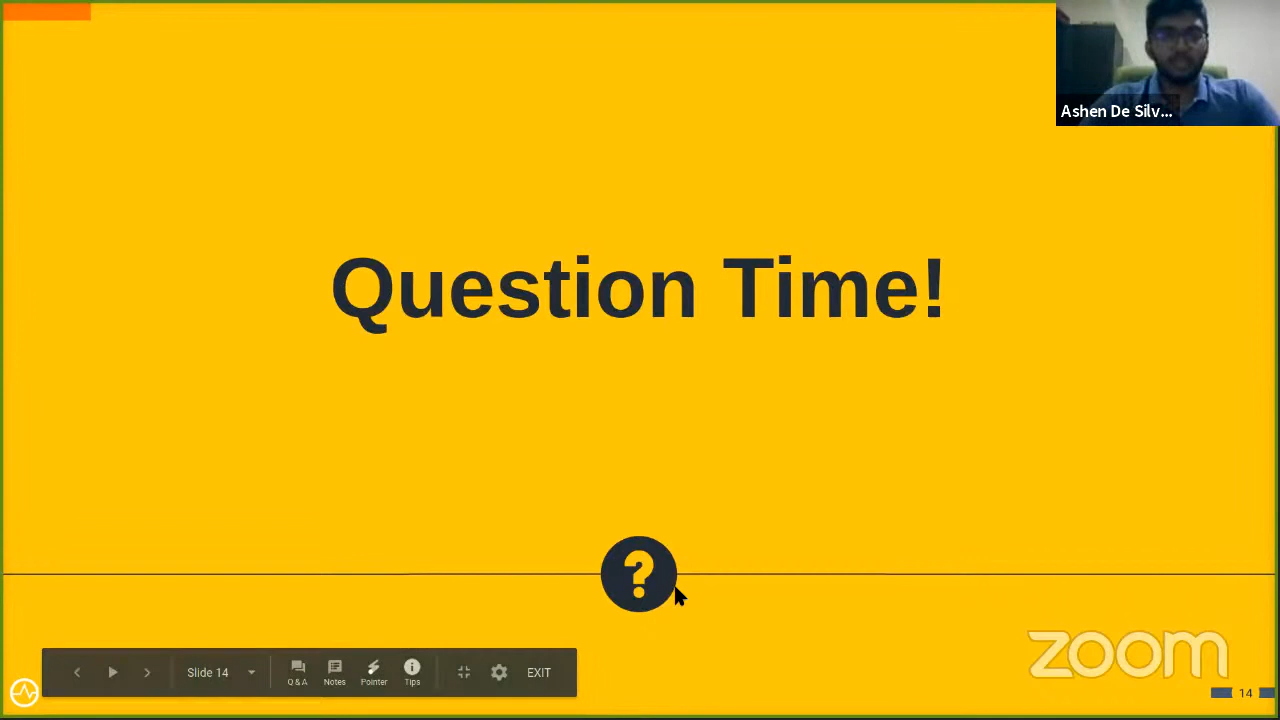 Ashen De Silv...
Question Time!
?
Slide 14
Q & A
Notes
Pointer
Tips
EXIT
zoom
14